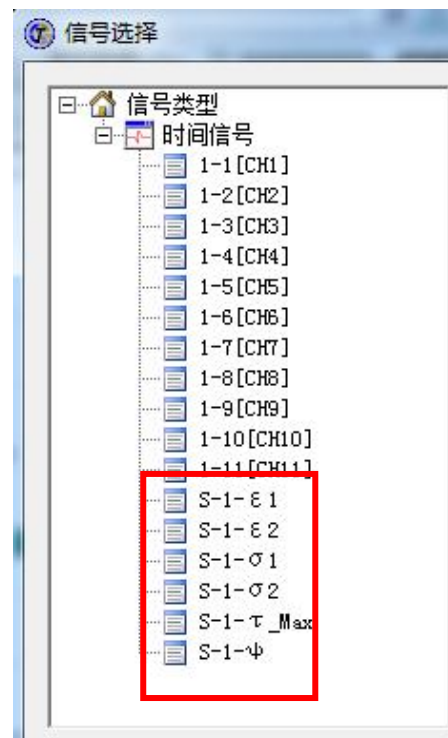 信号选择
信号类型
时间信号
1-1[CH1]
1-2[CH2]
1-3[CH3]
1-4[CH4]
1-5[CH5]
1-6[CH6]
1-7[CH7]
1-8[CH8]
1-9[CH9]
1-10[CH10]
1-11[CH11]
S-1-ε1
S-1-ε2
S-1-σ1
S-1-σ2
S-1-τ_Max
S-1-ψ